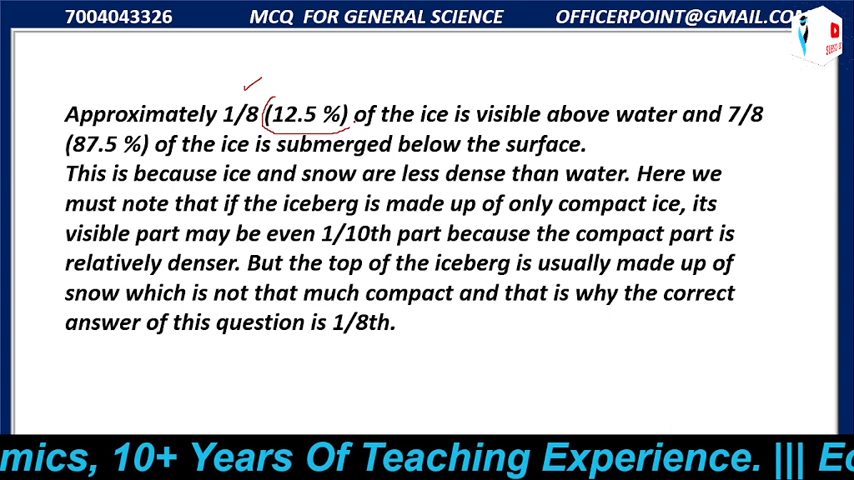 7004043326 MCQ FOR GENERAL SCIENCE OFFICERPOINT@GMAIL.CO
Approximately 1/8 (12.5 %) of the ice is visible above water and 7/8
(87.5 %) of the ice is submerged below the surface.
This is because ice and snow are less dense than water. Here we
must note that if the iceberg is made up of only compact ice, its
visible part may be even 1/10th part because the compact part is
relatively denser. But the top of the iceberg is usually made up of
snow which is not that much compact and that is why the correct
answer of this question is 1/8th.
mics, 10+ Years Of Teaching Experience. ||| Ec